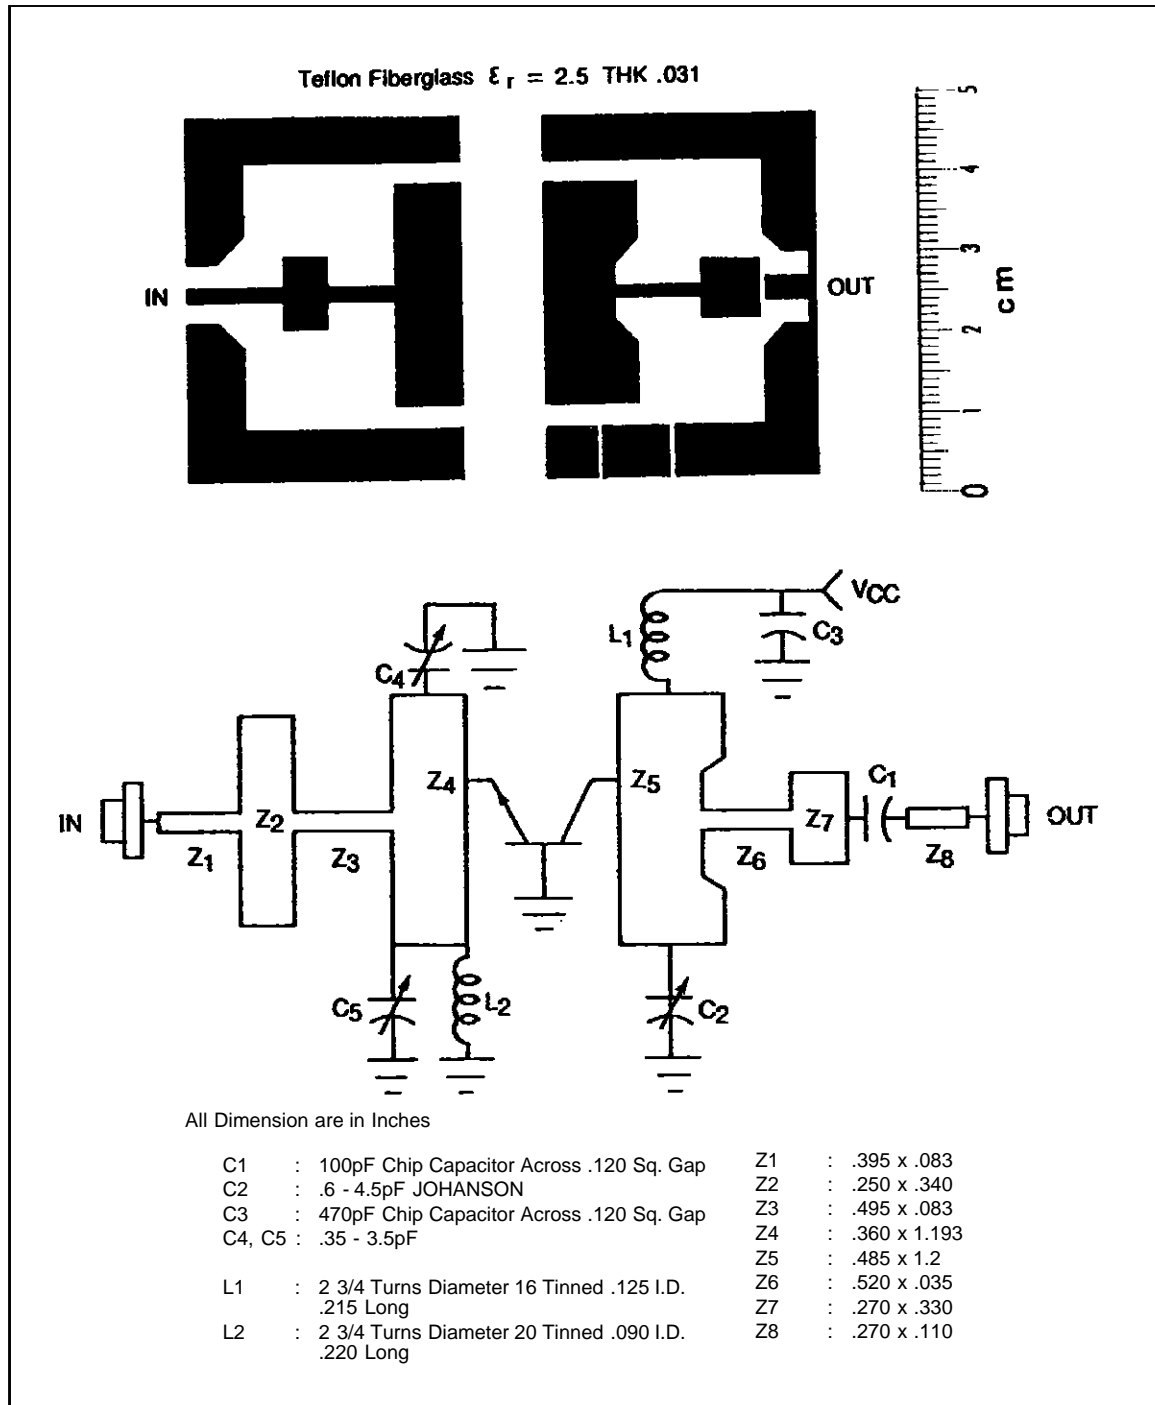 Teflon Fiberglass ε r = 2.5 THK .031
IN
OUT
5
4
3
2
1
0
cm
VCC
L1
C3
C4
Z4
Z5
C1
IN
Z1
Z2
Z3
Z6
Z7
Z8
OUT
C5
L2
C2
All Dimension are in Inches
C1 : 100pF Chip Capacitor Across .120 Sq. Gap
C2 : .6 - 4.5pF JOHANSON
C3 : 470pF Chip Capacitor Across .120 Sq. Gap
C4, C5 : .35 - 3.5pF
L1 : 2 3/4 Turns Diameter 16 Tinned .125 I.D.
.215 Long
L2 : 2 3/4 Turns Diameter 20 Tinned .090 I.D.
.220 Long
Z1 : .395 x .083
Z2 : .250 x .340
Z3 : .495 x .083
Z4 : .360 x 1.193
Z5 : .485 x 1.2
Z6 : .520 x .035
Z7 : .270 x .330
Z8 : .270 x .110